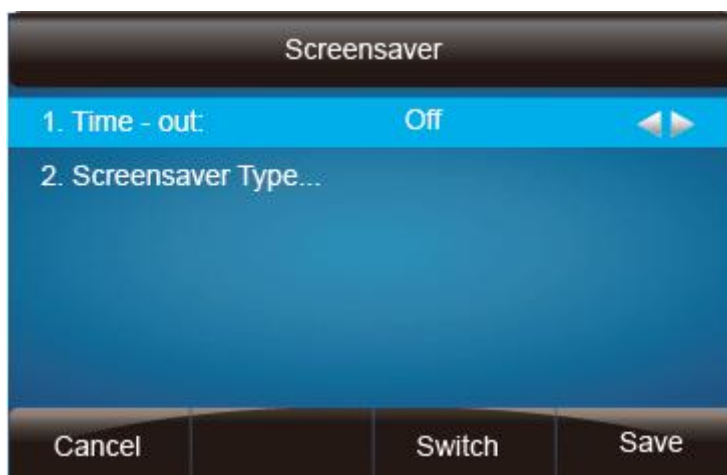 Screensaver
1. Time - out: Off
2. Screensaver Type...
Cancel Switch Save